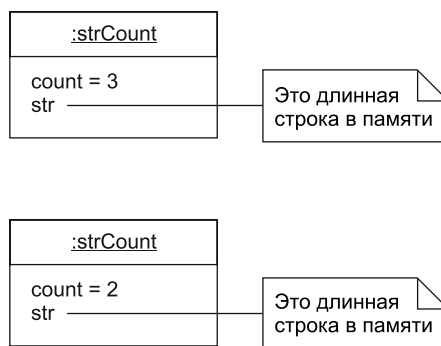 :strCount
count = 3
str
Это длинная
строка в памяти
:strCount
count = 2
str
Это длинная
строка в памяти